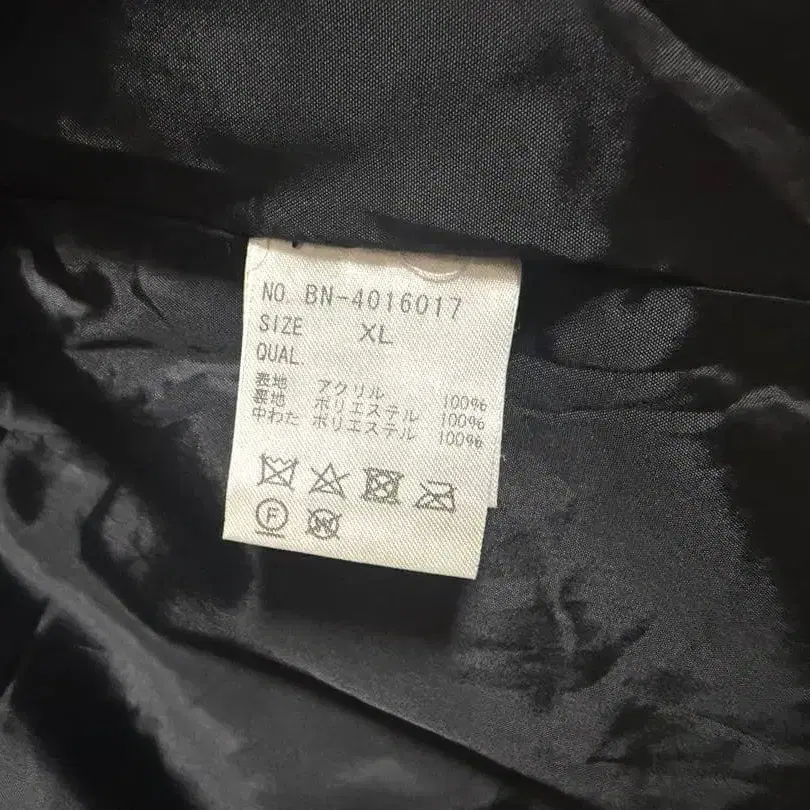 NO. BN-4016017
SIZE XL
QUAL.
表地 アクリル 100%
裏地 ポリエステル 100%
中わた ポリエステル 100%
F W